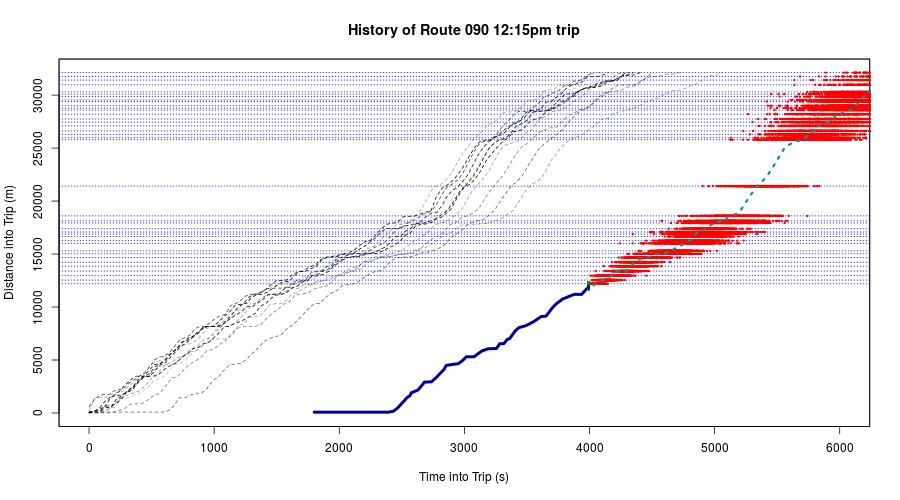 History of Route 090 12:15pm trip
Distance into Trip (m)
30000
25000
20000
15000
10000
5000
0
0 1000 2000 3000 4000 5000 6000
Time into Trip (s)